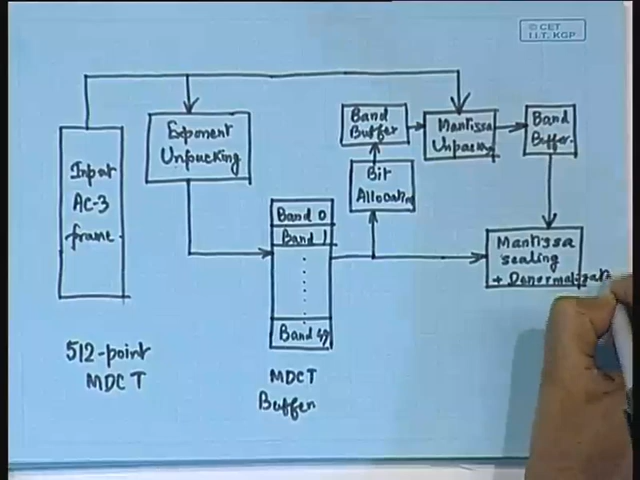 © CET
I.I.T. KGP
Input
AC-3
frame
512-point
MDCT
Exponent
Unpacking
Band 0
Band 1
Band 49
MDCT
Buffer
Band
Buffer
Bit
Allocation
Mantissa
Unpacking
Band
Buffer
Mantissa
scaling
+ Denormalizati